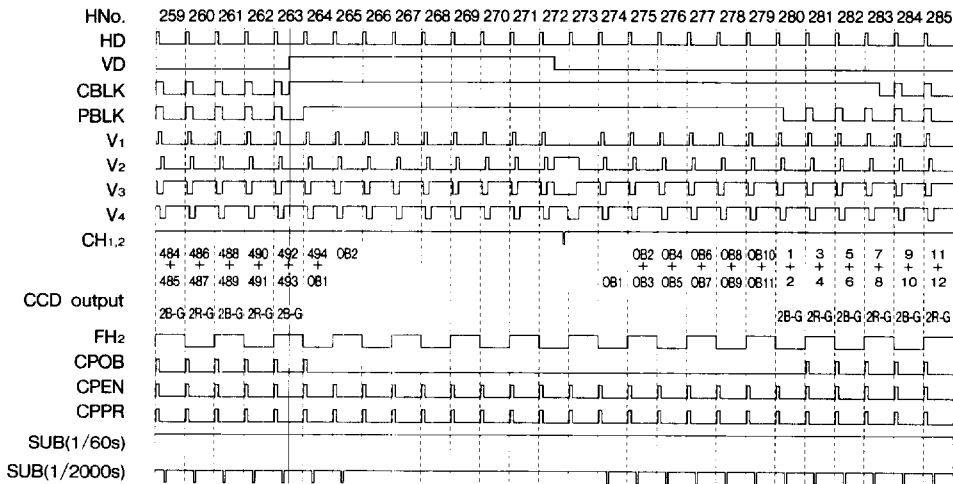 HNo. 259 260 261 262 263 264 265 266 267 268 269 270 271 272 273 274 275 276 277 278 279 280 281 282 283 284 285
HD
VD
CBLK
PBLK
V1
V2
V3
V4
CH1,2
484 486 488 490 492 494 OB2 OB2 OB4 OB6 OB8 OB10 1 3 5 7 9 11
+ + + + + + + + + + + + + + + + +
485 487 489 491 493 OB1 OB1 OB3 OB5 OB7 OB9 OB11 2 4 6 8 10 12
CCD output
2B-G 2R-G 2B-G 2R-G 2B-G 2B-G 2R-G 2B-G 2R-G 2B-G 2R-G
FH2
CPOB
CPEN
CPPR
SUB(1/60s)
SUB(1/2000s)